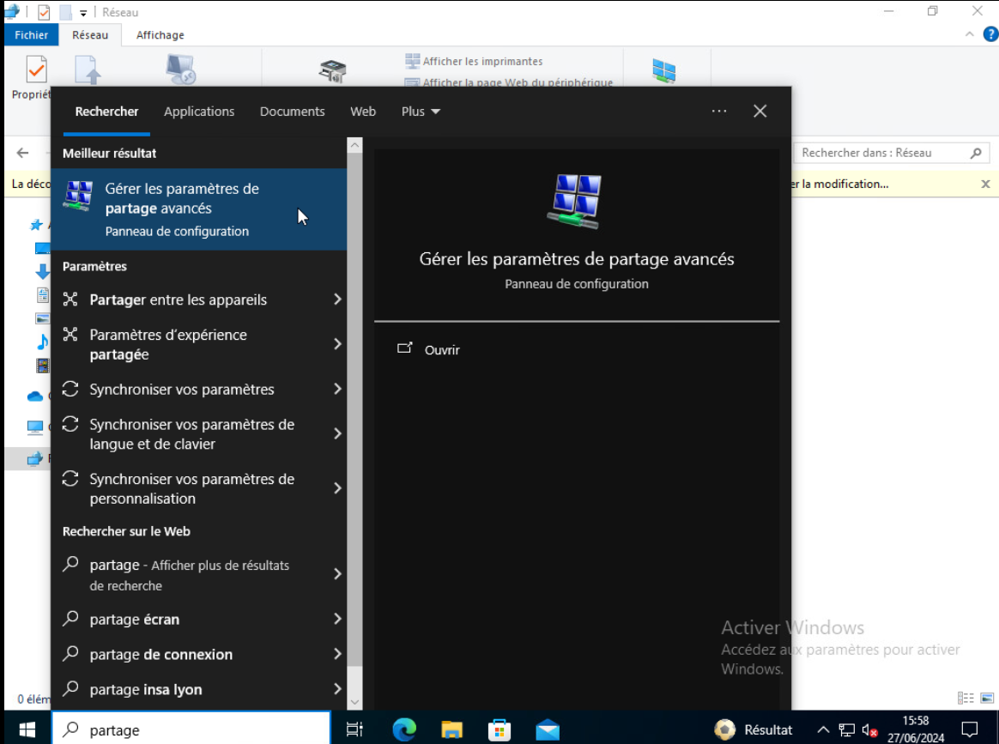 Réseau
Fichier
Réseau
Affichage
Afficher les imprimantes
Afficher la page Web du périphérique
Propriét
Rechercher
Applications
Documents
Web
Plus
Meilleur résultat
Rechercher dans : Réseau
La déco
er la modification...
Gérer les paramètres de
partage avancés
Panneau de configuration
Gérer les paramètres de partage avancés
Panneau de configuration
Ouvrir
Paramètres
Partager entre les appareils
Paramètres d'expérience
partagée
Synchroniser vos paramètres
Synchroniser vos paramètres de
langue et de clavier
Synchroniser vos paramètres de
personnalisation
Rechercher sur le Web
partage - Afficher plus de résultats
de recherche
partage écran
partage de connexion
partage insa lyon
Activer Windows
Accédez aux paramètres pour activer
Windows.
0 élém
partage
Résultat
15:58
27/06/2024